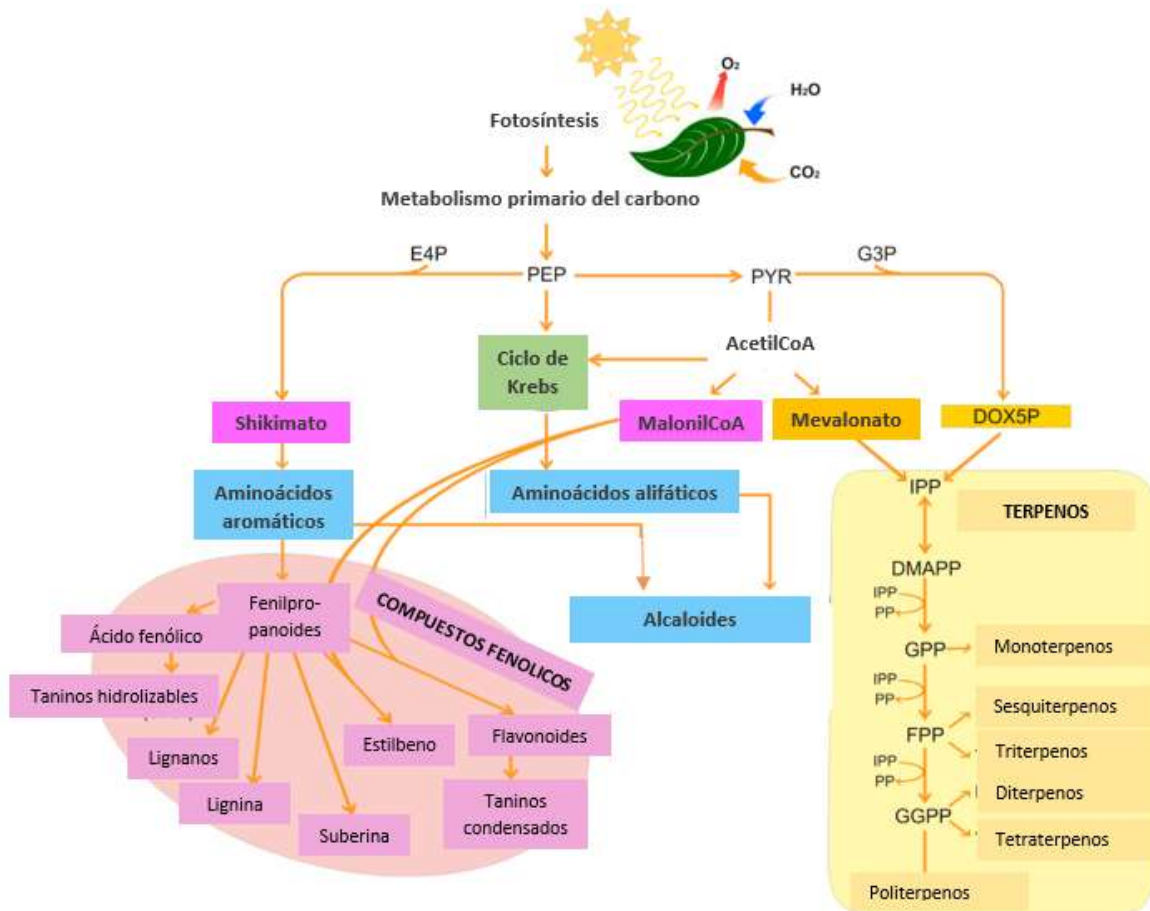 O₂
H₂O
Fotosíntesis
CO₂
Metabolismo primario del carbono
E4P
G3P
PEP
PYR
AcetilCoA
Ciclo de
Krebs
Shikimato
MalonilCoA
Mevalonato
DOX5P
Aminoácidos
aromáticos
Aminoácidos alifáticos
IPP
TERPENOS
DMAPP
IPP
PP
Fenilpro-
panoides
COMPUESTOS FENOLICOS
Alcaloides
Ácido fenólico
GPP
Monoterpenos
IPP
PP
Taninos hidrolizables
Sesquiterpenos
Estilbeno
Flavonoides
FPP
Triterpenos
Lignanos
IPP
PP
Diterpenos
Lignina
Taninos
condensados
GGPP
Suberina
Tetraterpenos
Politerpenos